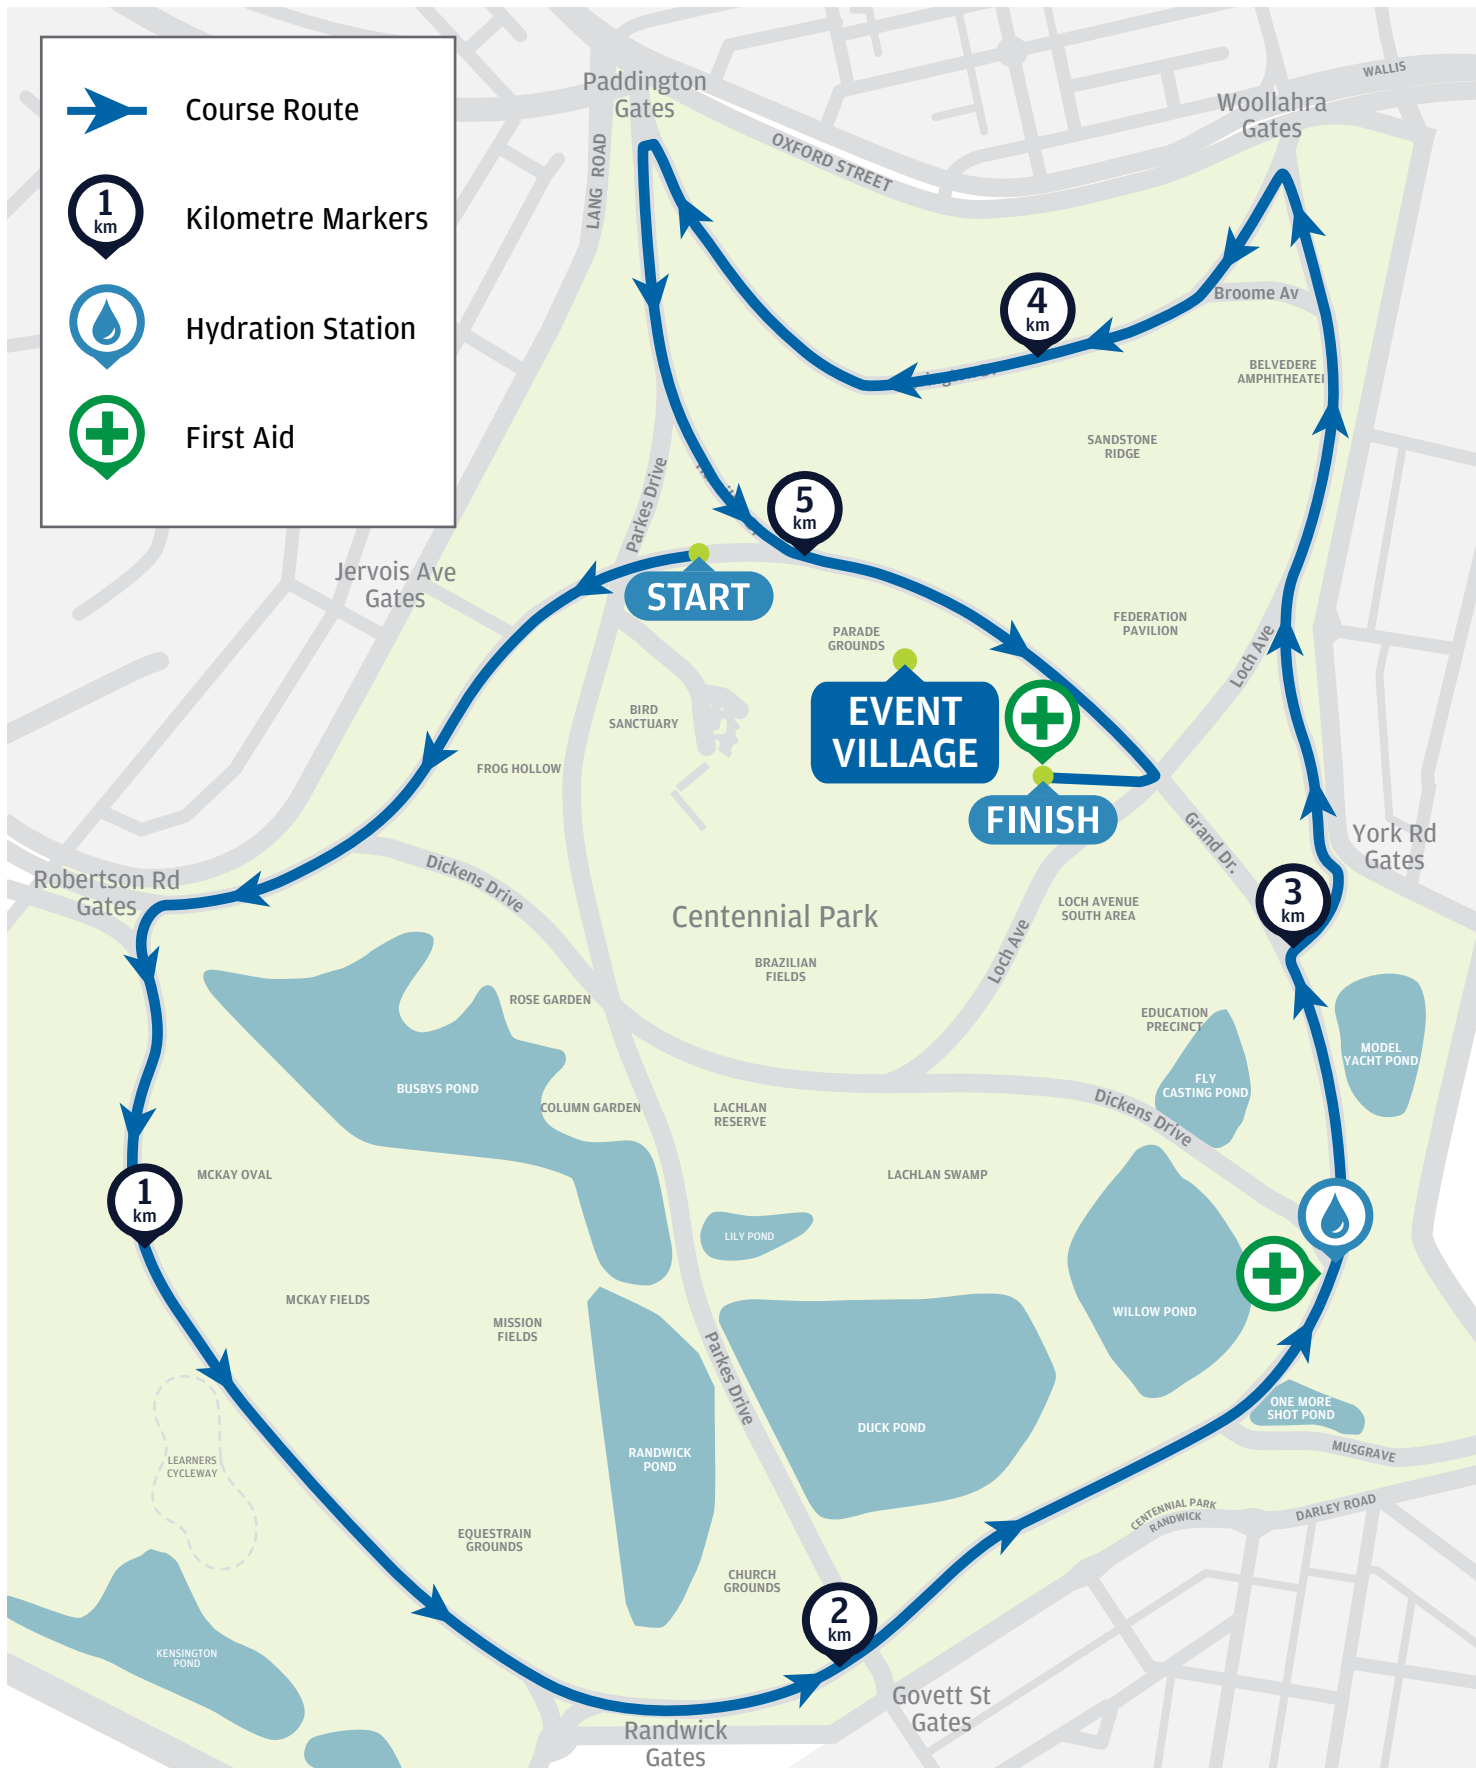 Course Route
1
km
Kilometre Markers
Hydration Station
First Aid
Paddington
Gates
Woollahra
Gates
WALLIS
OXFORD STREET
LANG ROAD
Broome Av
4
km
BELVEDERE
SANDSTONE
RIDGE
Parkes Drive
5
km
START
Jervois Ave
Gates
PARADE
GROUNDS
FEDERATION
PAVILION
Loch Ave
EVENT
VILLAGE
BIRD
SANCTUARY
FROG HOLLOW
FINISH
Grand Dr.
York Rd
Gates
Robertson Rd
Gates
Dickens Drive
3
km
Centennial Park
LOCH AVENUE
SOUTH AREA
Loch Ave
BRAZILIAN
FIELDS
ROSE GARDEN
EDUCATION
PRECINCT
MODEL
YACHT POND
FLY
CASTING POND
BUSBYS POND
COLUMN GARDEN
LACHLAN
RESERVE
Dickens Drive
MCKAY OVAL
LACHLAN SWAMP
1
km
LILY POND
MCKAY FIELDS
MISSION
FIELDS
WILLOW POND
Parkes Drive
DUCK POND
ONE MORE
SHOT POND
RANDWICK
POND
MUSGRAVE
LEARNERS
CYCLEWAY
CENTENNIAL PARK
RANDWICK
DARLEY ROAD
EQUESTRAIN
GROUNDS
CHURCH
GROUNDS
2
km
KENSINGTON
POND
Govett St
Gates
Randwick
Gates